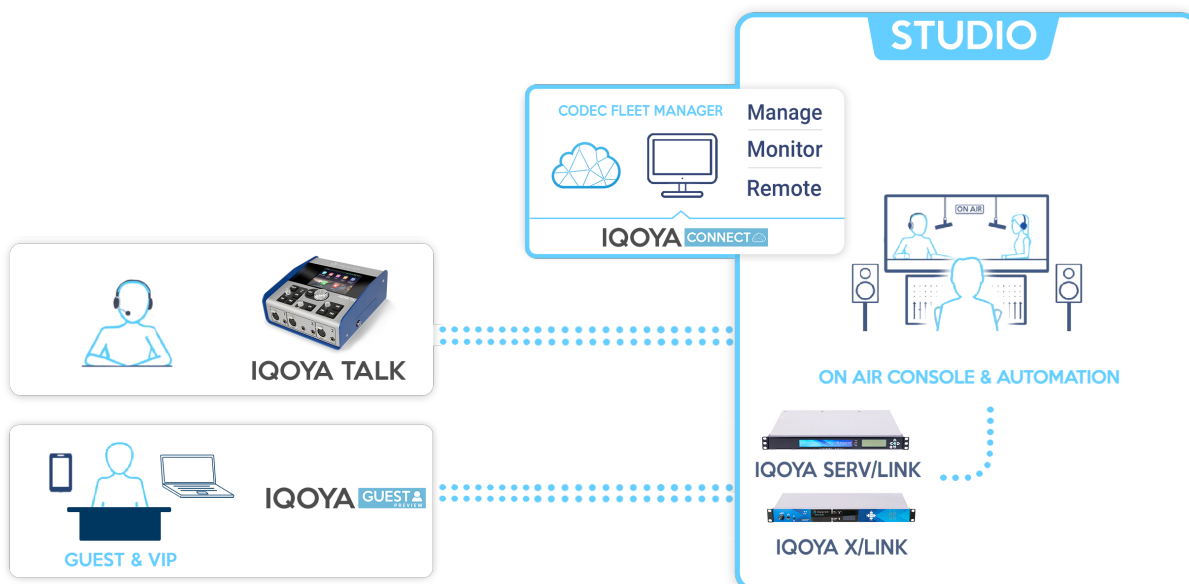 STUDIO
CODEC FLEET MANAGER
Manage
Monitor
Remote
IQOYA CONNECT
ON AIR
IQOYA TALK
ON AIR CONSOLE & AUTOMATION
IQOYA SERV/LINK
IQOYA GUEST
PREVIEW
IQOYA X/LINK
GUEST & VIP